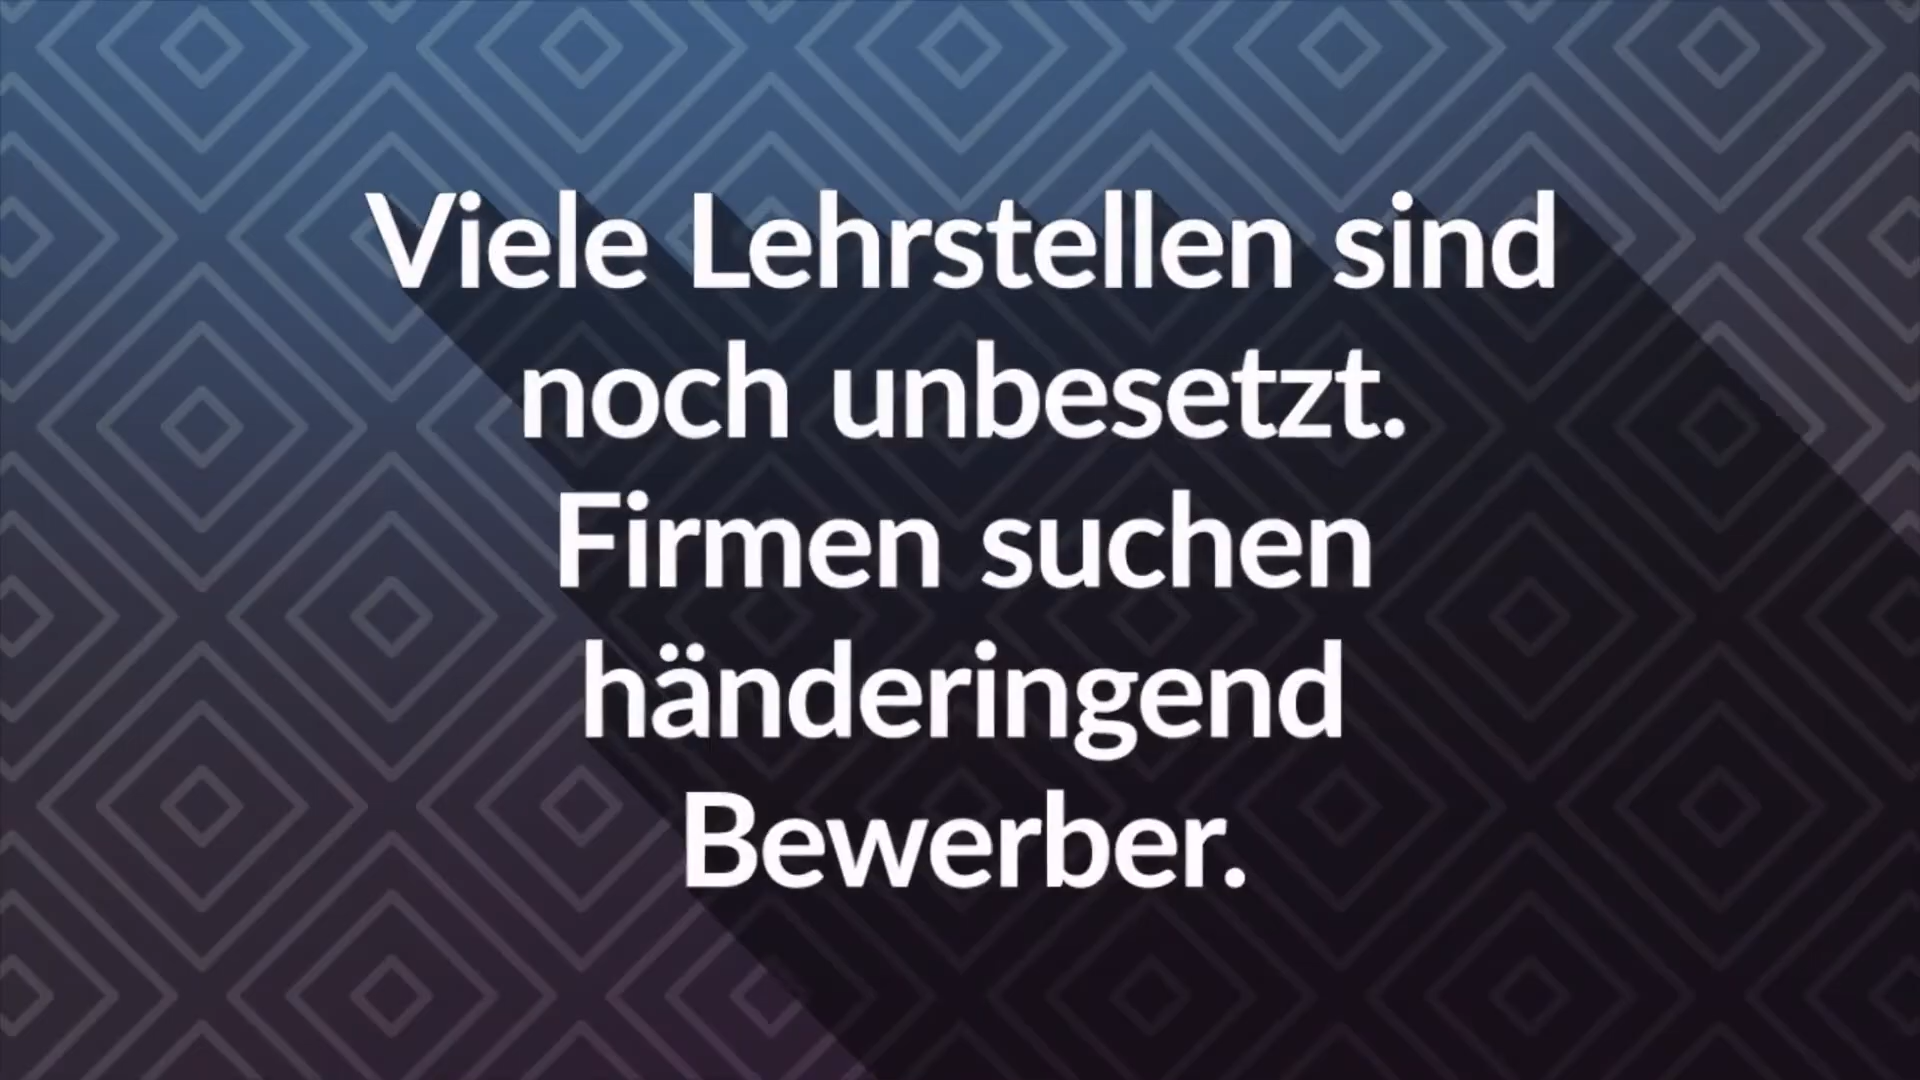 Viele Lehrstellen sind
noch unbesetzt.
Firmen suchen
händeringend
Bewerber.